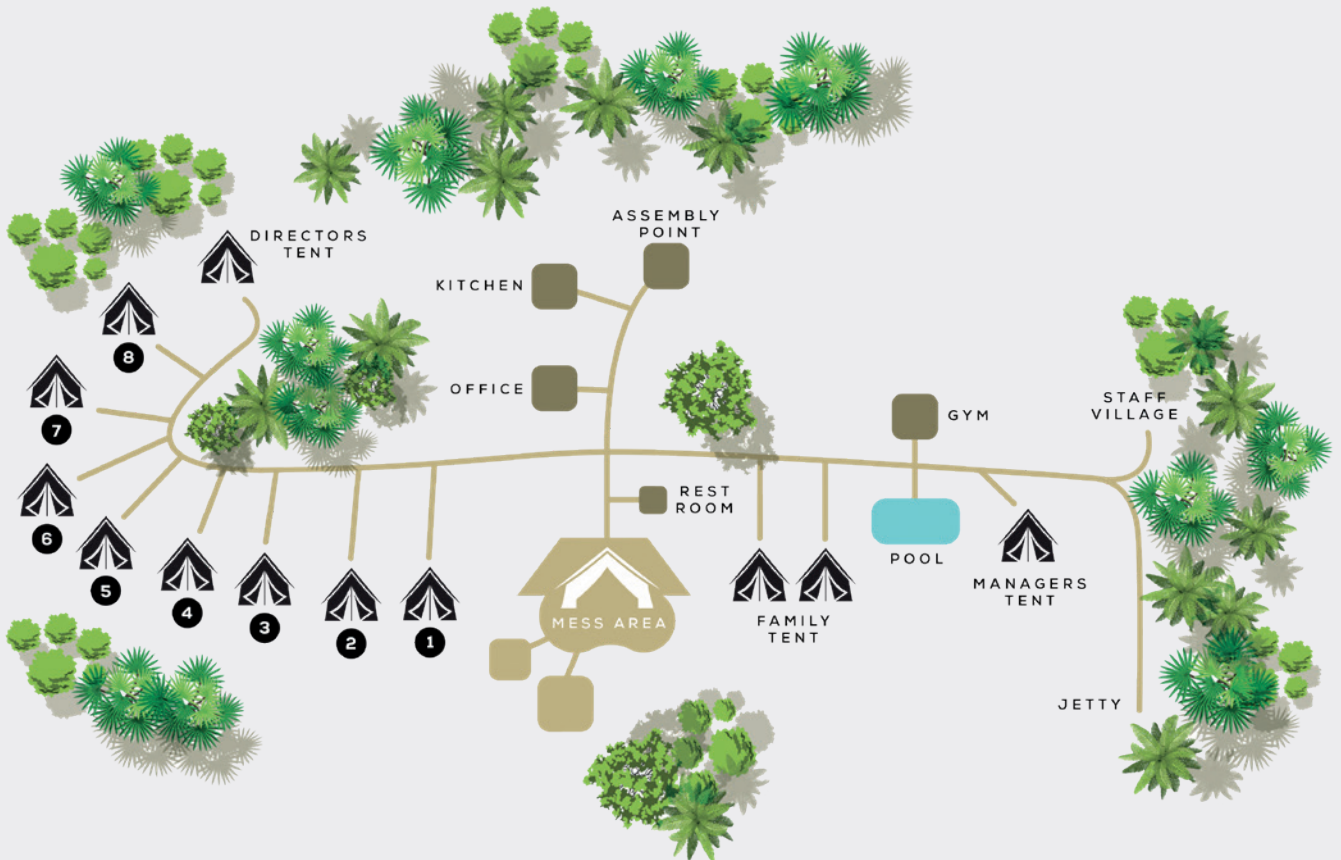 ASSEMBLY
POINT
DIRECTORS
TENT
KITCHEN
8
OFFICE
7
STAFF
VILLAGE
GYM
REST
ROOM
6
POOL
5
MANAGERS
TENT
4
3
2
1
MESS AREA
FAMILY
TENT
JETTY